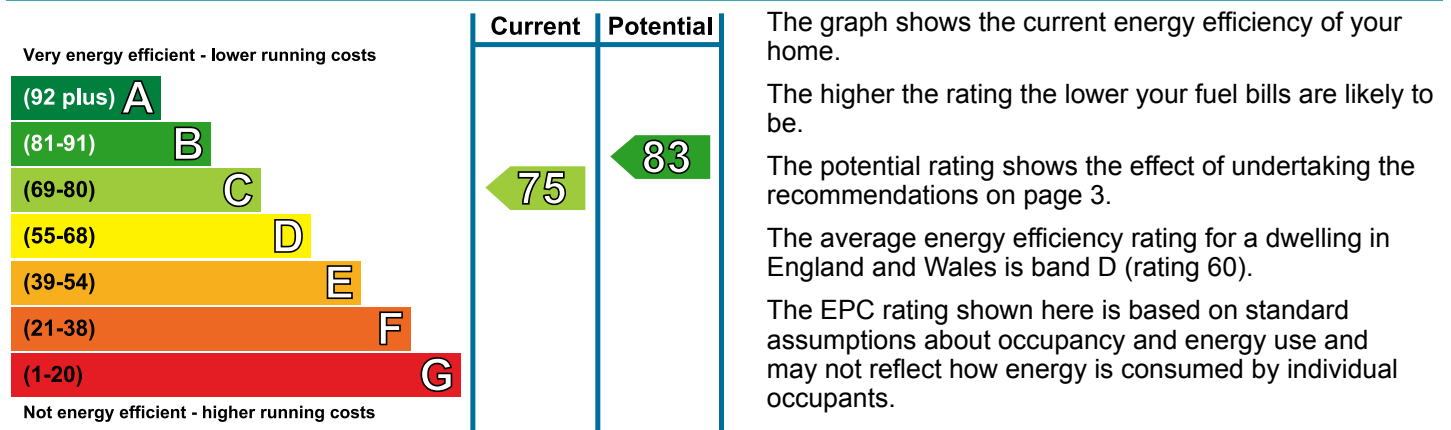 Current Potential
Very energy efficient - lower running costs
(92 plus) A
(81-91) B
(69-80) C
(55-68) D
(39-54) E
(21-38) F
(1-20) G
Not energy efficient - higher running costs
75
83
The graph shows the current energy efficiency of your
home.
The higher the rating the lower your fuel bills are likely to
be.
The potential rating shows the effect of undertaking the
recommendations on page 3.
The average energy efficiency rating for a dwelling in
England and Wales is band D (rating 60).
The EPC rating shown here is based on standard
assumptions about occupancy and energy use and
may not reflect how energy is consumed by individual
occupants.